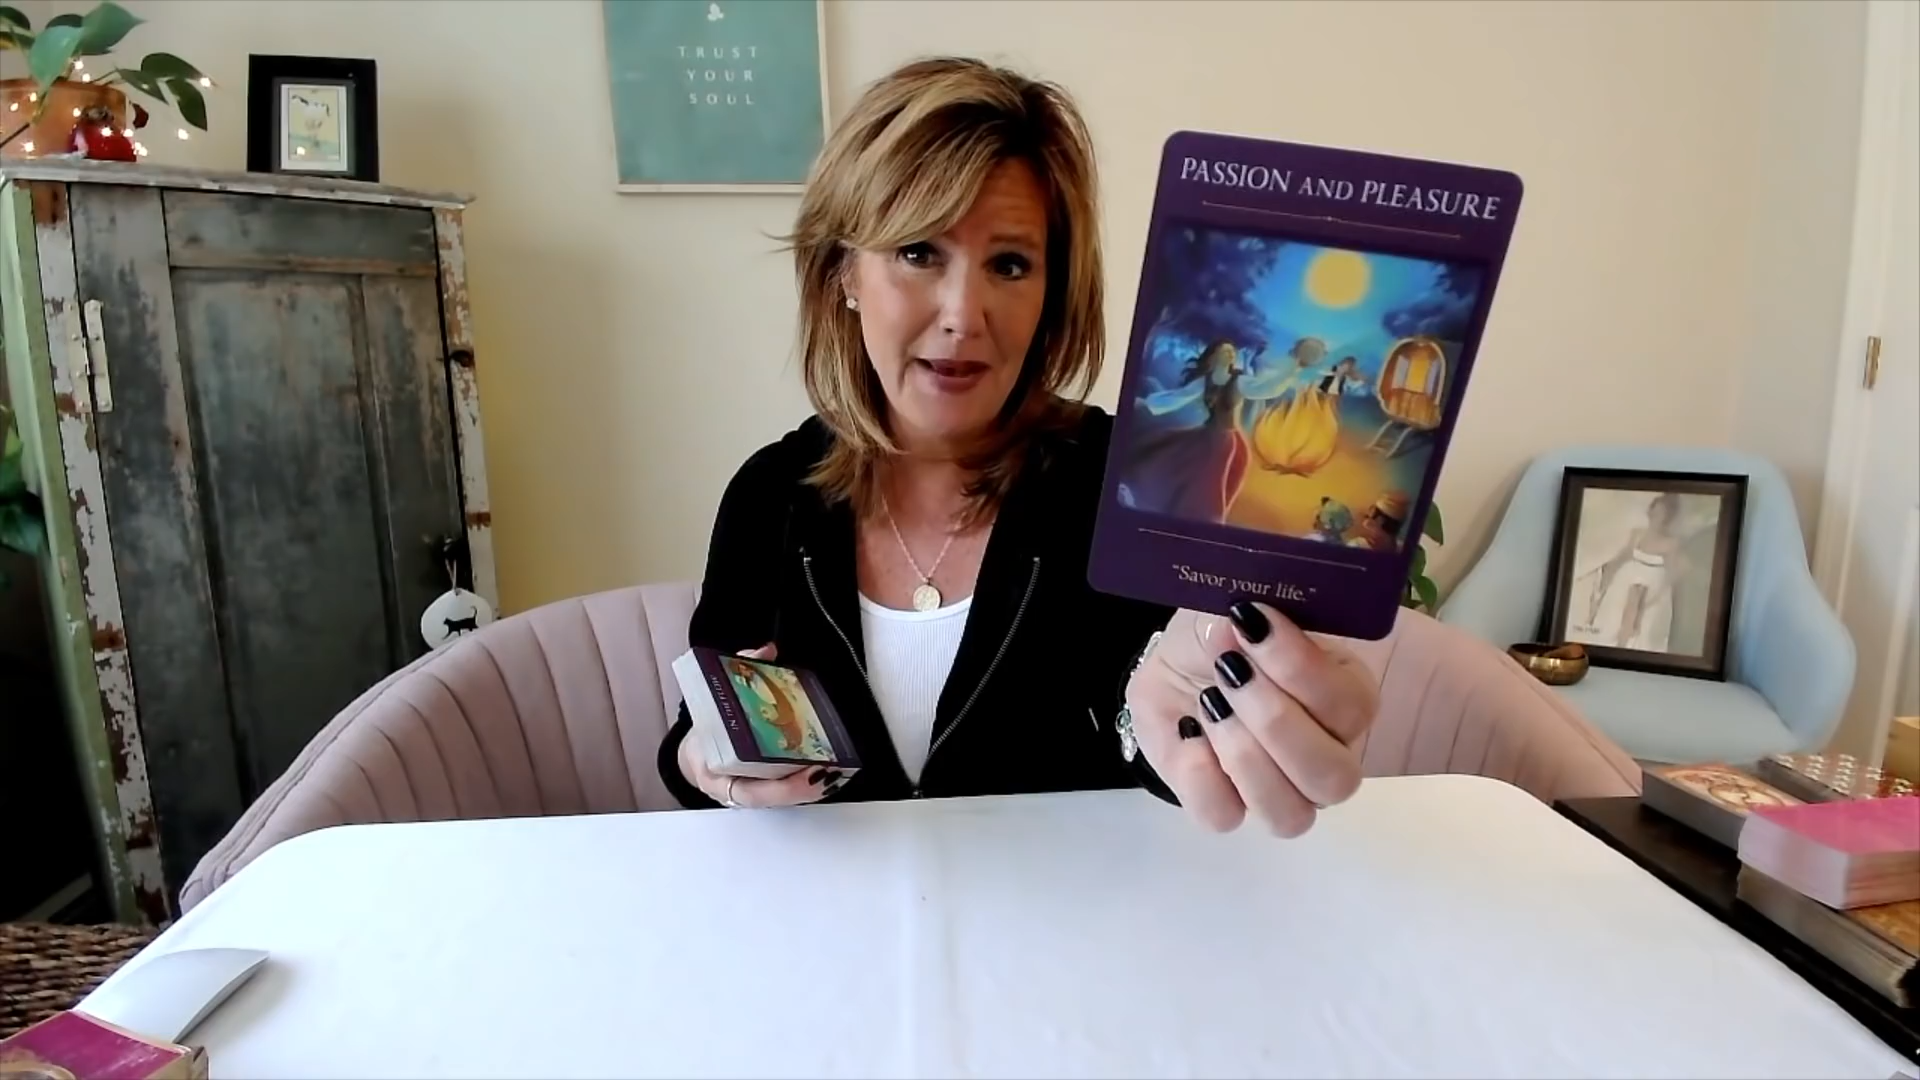 TRUST
YOUR
SOUL
PASSION AND PLEASURE
"Savor your life."
IN THE FLOW